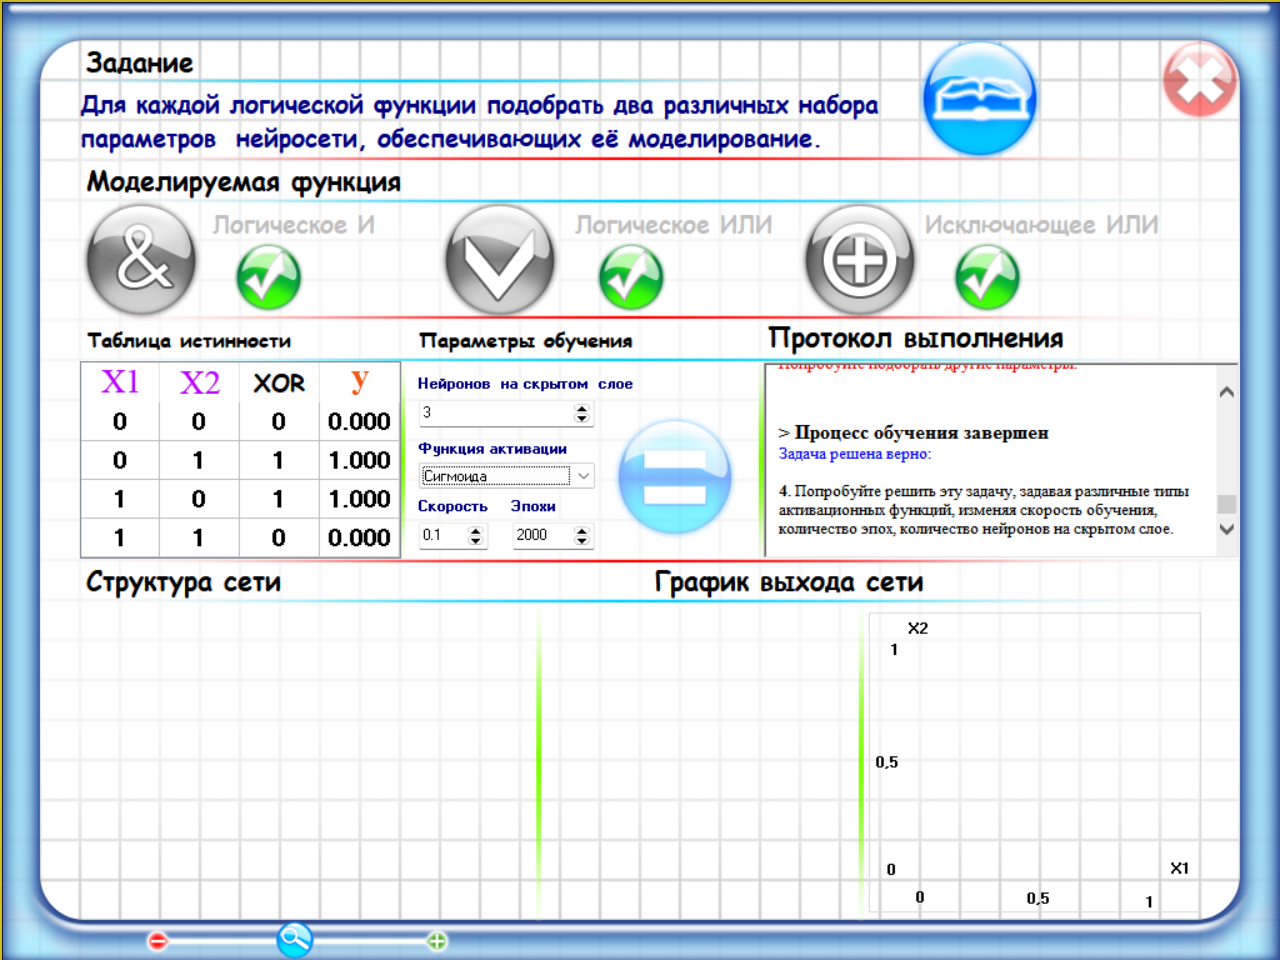 Задание
Для каждой логической функции подобрать два различных набора
параметров нейросети, обеспечивающих её моделирование.
Моделируемая функция
& Логическое И
Логическое ИЛИ
Исключающее ИЛИ
Таблица истинности
X1 X2 XOR y
0 0 0 0.000
0 1 1 1.000
1 0 1 1.000
1 1 0 0.000
Параметры обучения
Нейронов на скрытом слое
3
Функция активации
Сигмоида
Скорость Эпохи
0.1 2000
Протокол выполнения
Попробуйте подобрать другие параметры.
> Процесс обучения завершен
Задача решена верно:
4. Попробуйте решить эту задачу, задавая различные типы
активационных функций, изменяя скорость обучения,
количество эпох, количество нейронов на скрытом слое.
Структура сети
График выхода сети
X2
1
0,5
0
X1
0 0,5 1